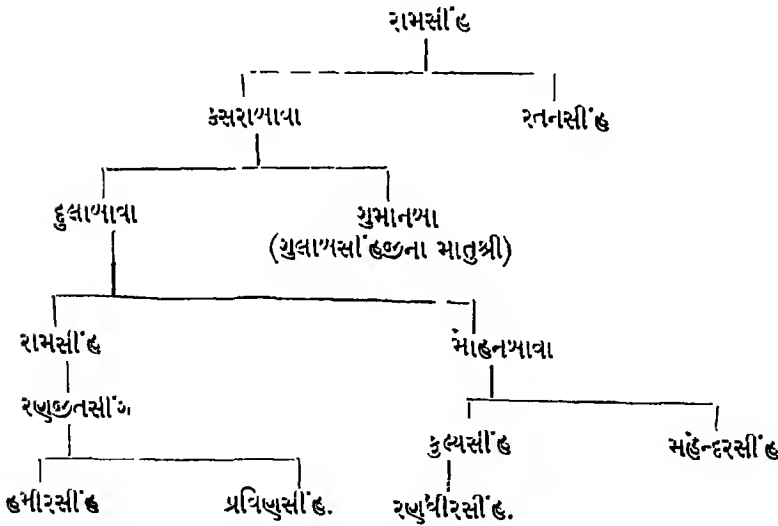 રામસીંહ
કસરાબાવા રતનસીંહ
દુલાબાવા ગુમાનબા
(ગુલાબસીંહજીના માતુશ્રી)
રામસીંહ મોહનબાવા
રણજીતસીંગ
કુલ્યસીંહ મહેન્દરસીંહ
હમીરસીંહ પ્રવિણસીંહ. રણધીરસીંહ.